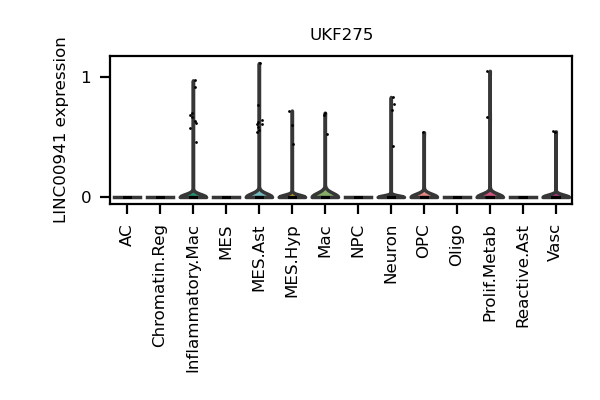 UKF275
LINC00941 expression
1
0
AC
Chromatin.Reg
Inflammatory.Mac
MES
MES.Ast
MES.Hyp
Mac
NPC
Neuron
OPC
Oligo
Prolif.Metab
Reactive.Ast
Vasc